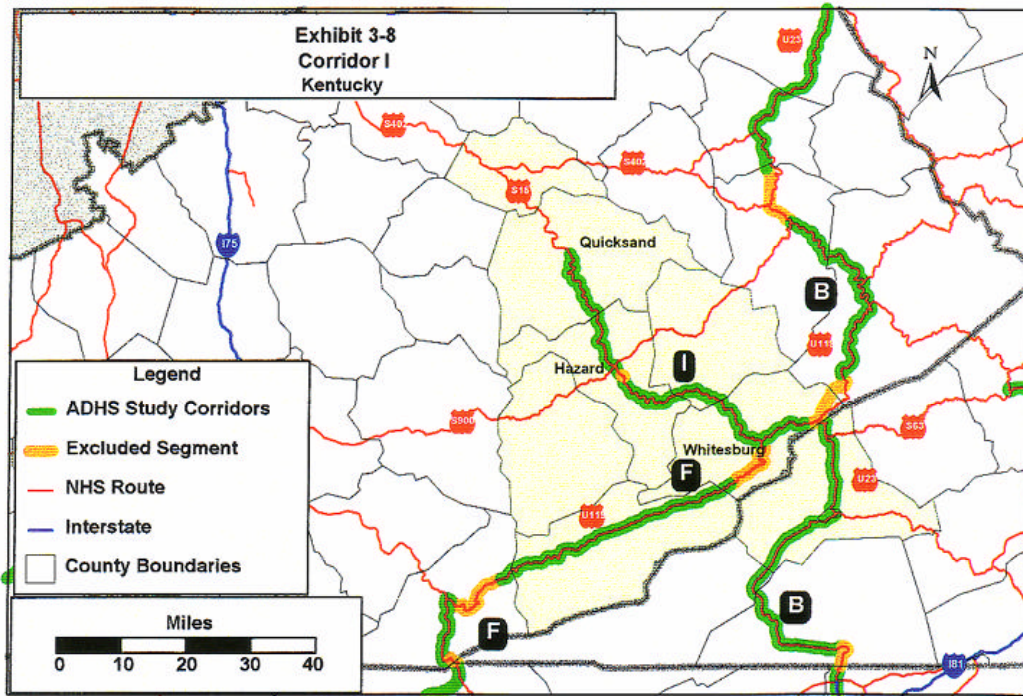 Exhibit 3-8
Corridor I
Kentucky
U23
N
S402
S402
S15
Quicksand
I75
B
U119
Hazard
I
Legend
ADHS Study Corridors
Excluded Segment
NHS Route
Interstate
County Boundaries
S900
Whitesburg
F
S63
U23
U119
B
F
Miles
0 10 20 30 40
I81